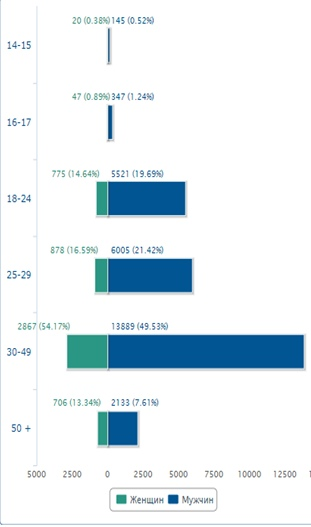 20 (0.38%) 145 (0.52%)
14-15
47 (0.89%) 347 (1.24%)
16-17
775 (14.64%) 5521 (19.69%)
18-24
878 (16.59%) 6005 (21.42%)
25-29
2867 (54.17%) 13889 (49.53%)
30-49
706 (13.34%) 2133 (7.61%)
50 +
5000 2500 0 2500 5000 7500 10000 12500
Женщин Мужчин